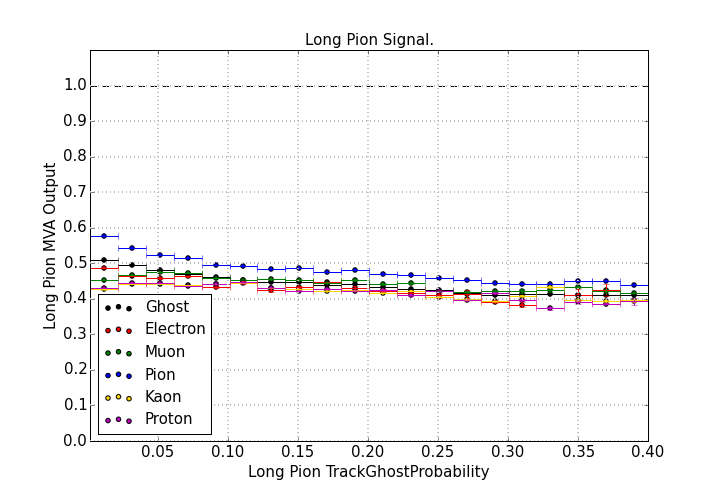 Long Pion Signal.
1.0
0.9
0.8
0.7
0.6
0.5
0.4
0.3
0.2
0.1
0.0
Long Pion MVA Output
Ghost
Electron
Muon
Pion
Kaon
Proton
0.05 0.10 0.15 0.20 0.25 0.30 0.35 0.40
Long Pion TrackGhostProbability